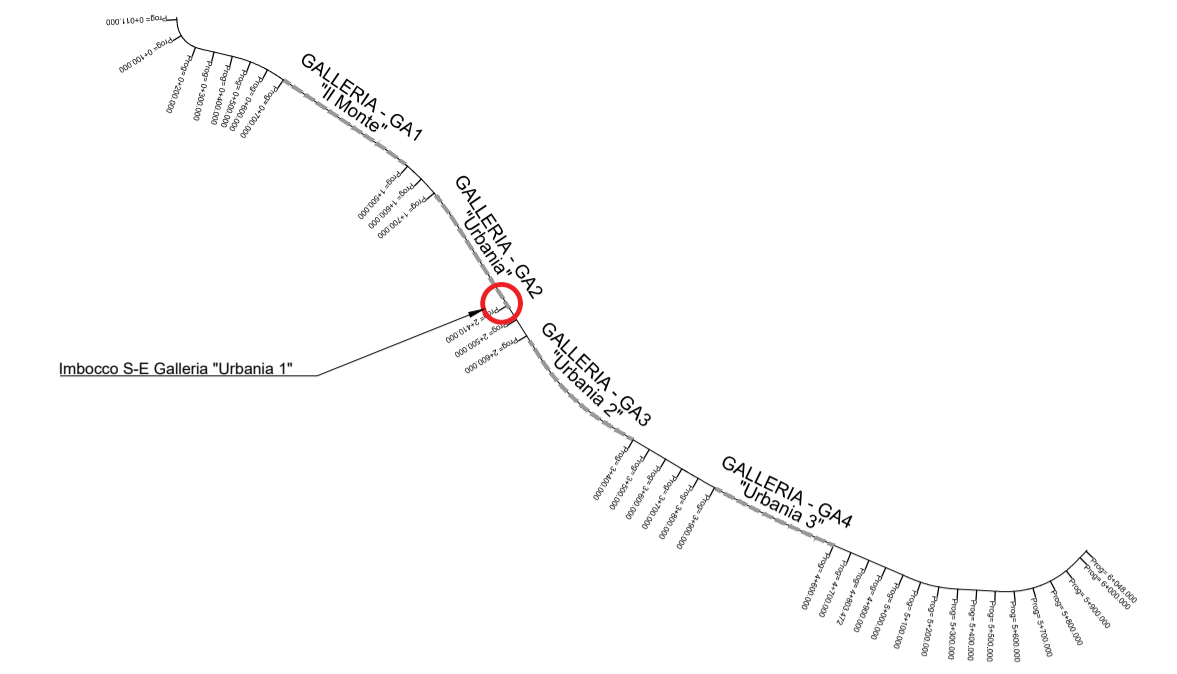 Prog= 0+011.000
Prog= 0+100.000
Prog= 0+200.000
Prog= 0+300.000
Prog= 0+400.000
Prog= 0+500.000
Prog= 0+600.000
Prog= 0+700.000
GALLERIA - GA1
"Il Monte"
Prog= 1+500.000
Prog= 1+600.000
Prog= 1+700.000
GALLERIA - GA2
"Urbania"
Prog= 2+410.000
Prog= 2+500.000
Prog= 2+600.000
Imbocco S-E Galleria "Urbania 1"
GALLERIA - GA3
"Urbania 2"
Prog= 3+400.000
Prog= 3+500.000
Prog= 3+600.000
Prog= 3+700.000
Prog= 3+800.000
Prog= 3+900.000
GALLERIA - GA4
"Urbania 3"
Prog= 4+600.000
Prog= 4+700.000
Prog= 4+803.472
Prog= 4+900.000
Prog= 5+000.000
Prog= 5+100.000
Prog= 5+200.000
Prog= 5+300.000
Prog= 5+400.000
Prog= 5+500.000
Prog= 5+600.000
Prog= 5+700.000
Prog= 5+800.000
Prog= 5+900.000
Prog= 6+000.000
Prog= 6+048.000